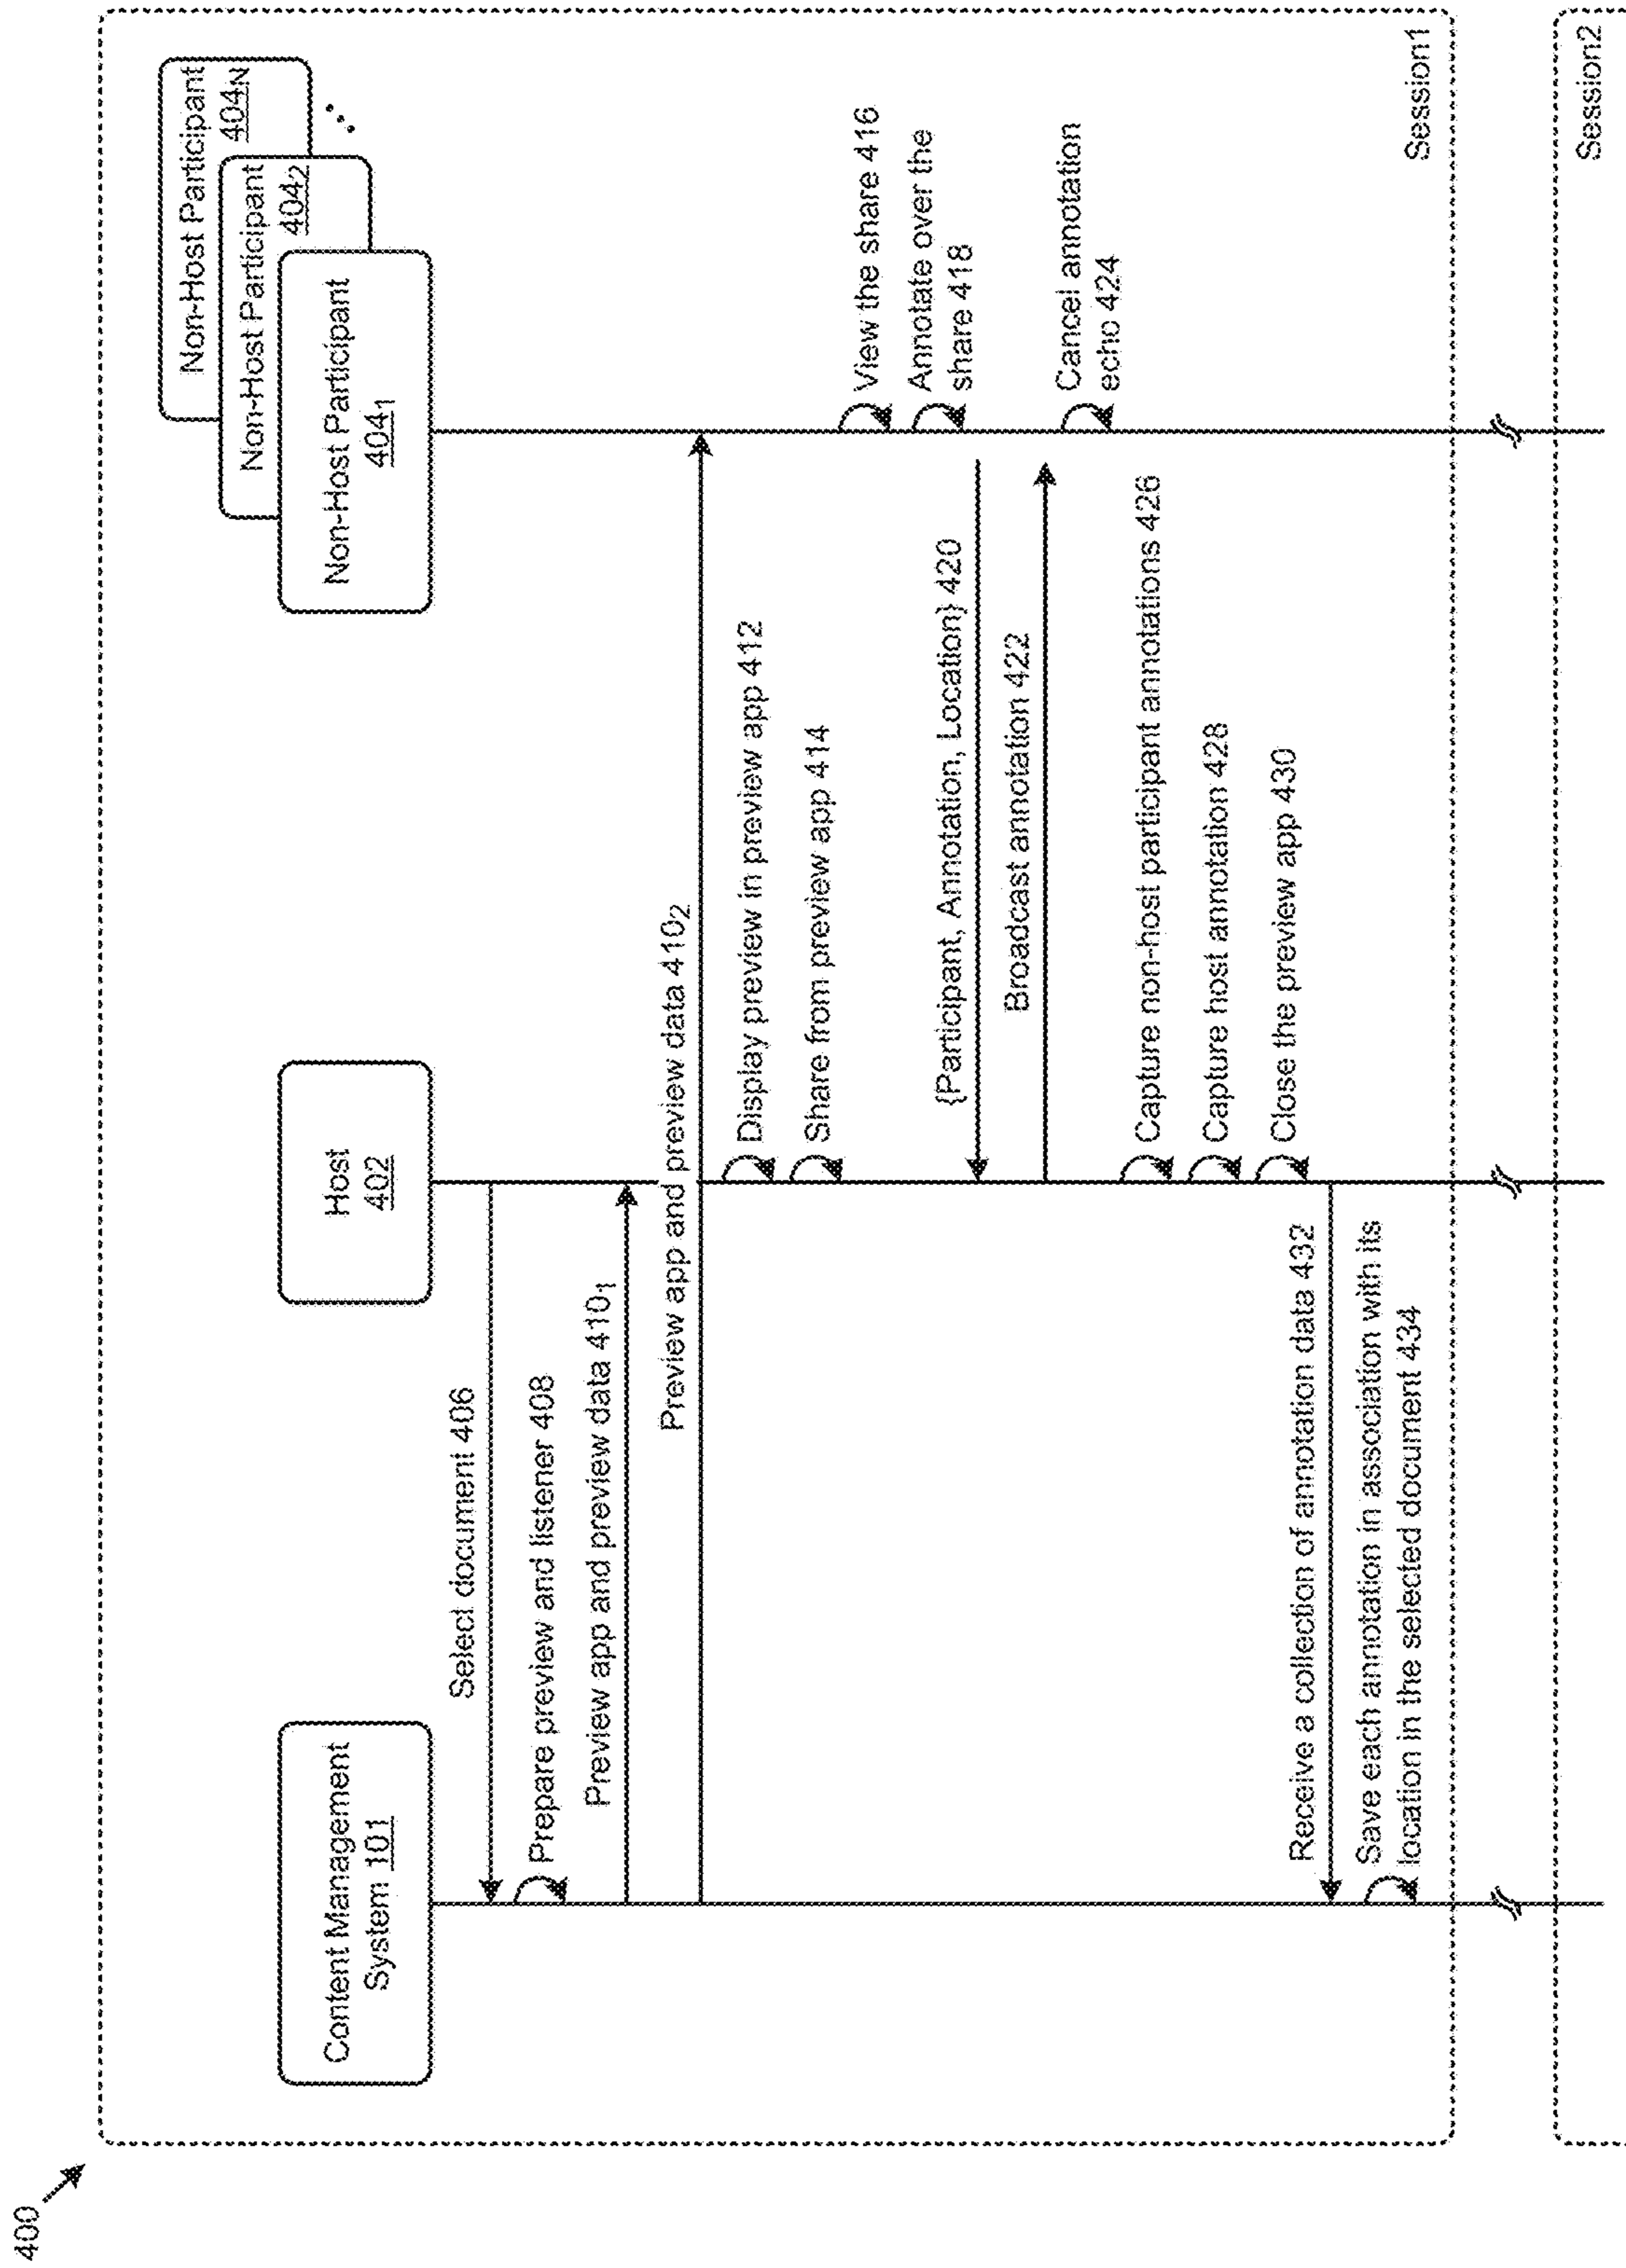 400
Content Management
System 101
Host
402
Non-Host Participant
404N
Non-Host Participant
4042
Non-Host Participant
4041
...
Select document 406
Prepare preview and listener 408
Preview app and preview data 4101
Preview app and preview data 4102
Display preview in preview app 412
Share from preview app 414
View the share 416
Annotate over the
share 418
{Participant, Annotation, Location} 420
Broadcast annotation 422
Cancel annotation
echo 424
Capture non-host participant annotations 426
Capture host annotation 428
Close the preview app 430
Receive a collection of annotation data 432
Save each annotation in association with its
location in the selected document 434
Session1
Session2